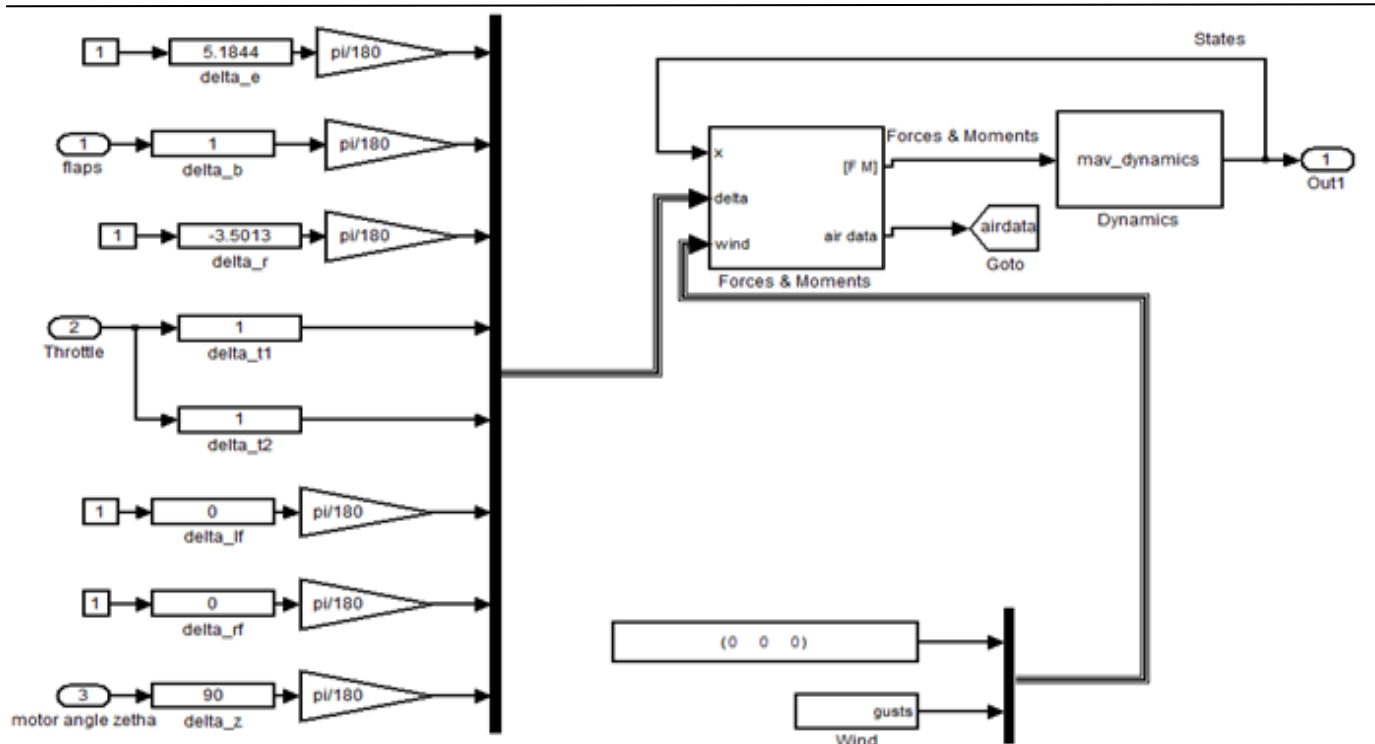 1
5.1844
pi/180
delta_e
1
flaps
1
delta_b
pi/180
1
-3.5013
pi/180
delta_r
2
Throttle
1
delta_t1
1
delta_t2
1
0
pi/180
delta_lf
1
0
pi/180
delta_rf
3
motor angle zetha
90
delta_z
pi/180
States
x
delta
wind
[F M]
air data
Forces & Moments
Forces & Moments
mav_dynamics
Dynamics
1
Out1
airdata
Goto
(0 0 0)
gusts
Wind